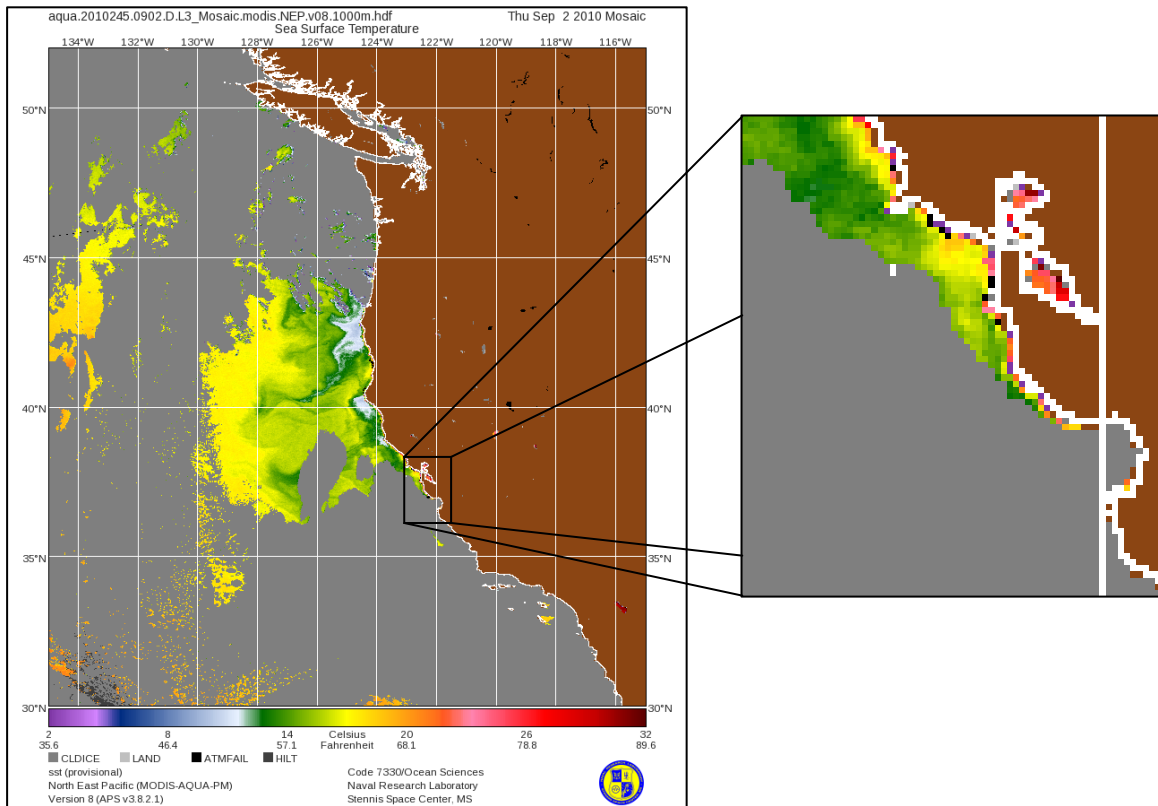 aqua.2010245.0902.D.L3_Mosaic.modis.NEP.v08.1000m.hdf Thu Sep 2 2010 Mosaic
Sea Surface Temperature
134°W 132°W 130°W 128°W 126°W 124°W 122°W 120°W 118°W 116°W
50°N 50°N
45°N 45°N
40°N 40°N
35°N 35°N
30°N 30°N
2 8 14 Celsius 20 26 32
35.6 46.4 57.1 Fahrenheit 68.1 78.8 89.6
CLDICE LAND ATMFAIL HILT
sst (provisional) Code 7330/Ocean Sciences
North East Pacific (MODIS-AQUA-PM) Naval Research Laboratory
Version 8 (APS v3.8.2.1) Stennis Space Center, MS